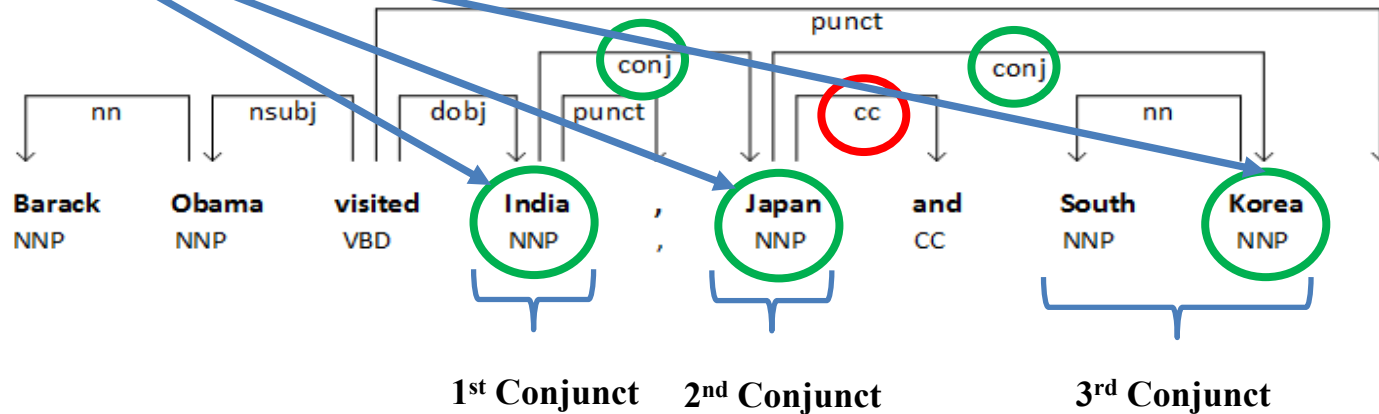 punct
conj conj
nn nsubj dobj punct cc nn
Barack Obama visited India , Japan and South Korea
NNP NNP VBD NNP , NNP CC NNP NNP
1st Conjunct 2nd Conjunct 3rd Conjunct